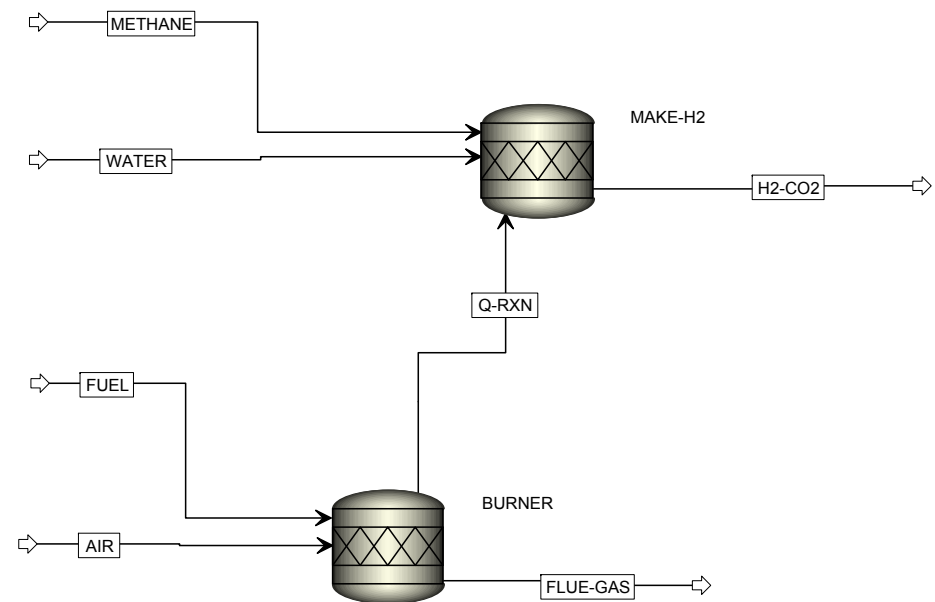 METHANE
MAKE-H2
WATER
H2-CO2
Q-RXN
FUEL
BURNER
AIR
FLUE-GAS